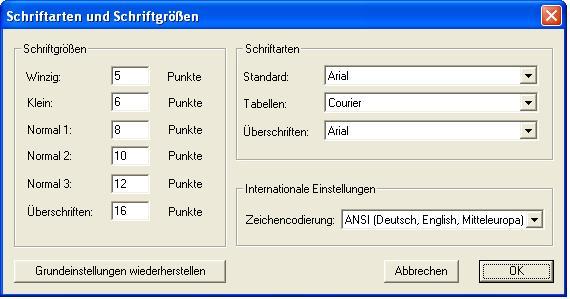 Schriftarten und Schriftgrößen
Schriftgrößen
Winzig: 5 Punkte
Klein: 6 Punkte
Normal 1: 8 Punkte
Normal 2: 10 Punkte
Normal 3: 12 Punkte
Überschriften: 16 Punkte
Schriftarten
Standard: Arial
Tabellen: Courier
Überschriften: Arial
Internationale Einstellungen
Zeichencodierung: ANSI (Deutsch, English, Mitteleuropa)
Grundeinstellungen wiederherstellen
Abbrechen
OK